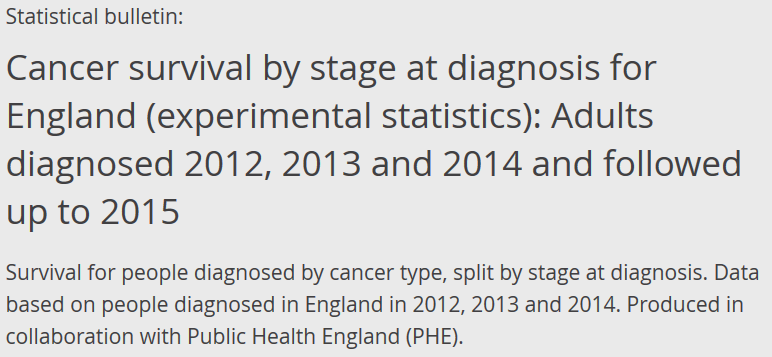 Statistical bulletin:
Cancer survival by stage at diagnosis for
England (experimental statistics): Adults
diagnosed 2012, 2013 and 2014 and followed
up to 2015
Survival for people diagnosed by cancer type, split by stage at diagnosis. Data
based on people diagnosed in England in 2012, 2013 and 2014. Produced in
collaboration with Public Health England (PHE).